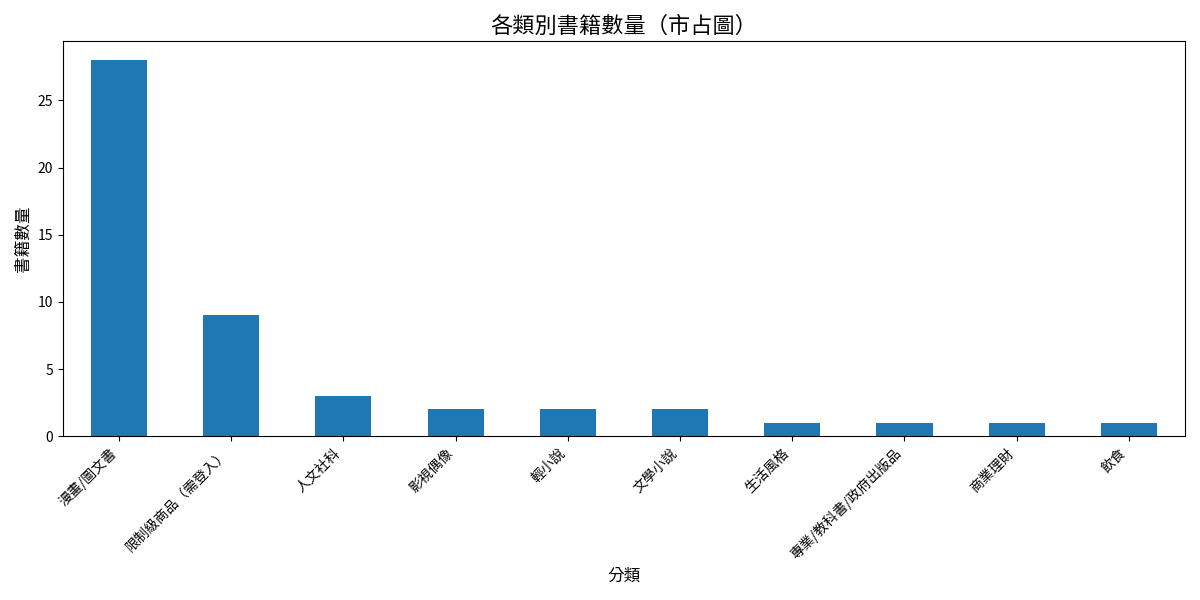 各類別書籍數量（市占圖）
書籍數量
25
20
15
10
5
0
漫畫/圖文書
限制級商品（需登入）
人文社科
影視偶像
輕小說
文學小說
生活風格
專業/教科書/政府出版品
商業理財
飲食
分類